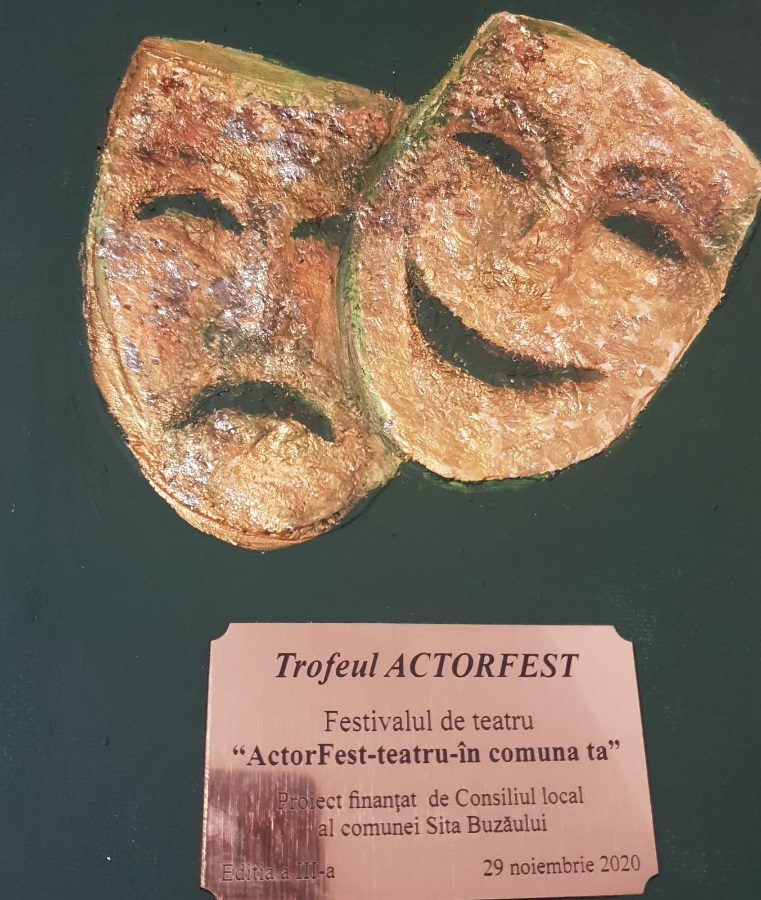 Trofeul ACTORFEST
Festivalul de teatru
“ActorFest-teatru-în comuna ta”
Proiect finanțat de Consiliul local
al comunei Sita Buzăului
Ediția a III-a 29 noiembrie 2020